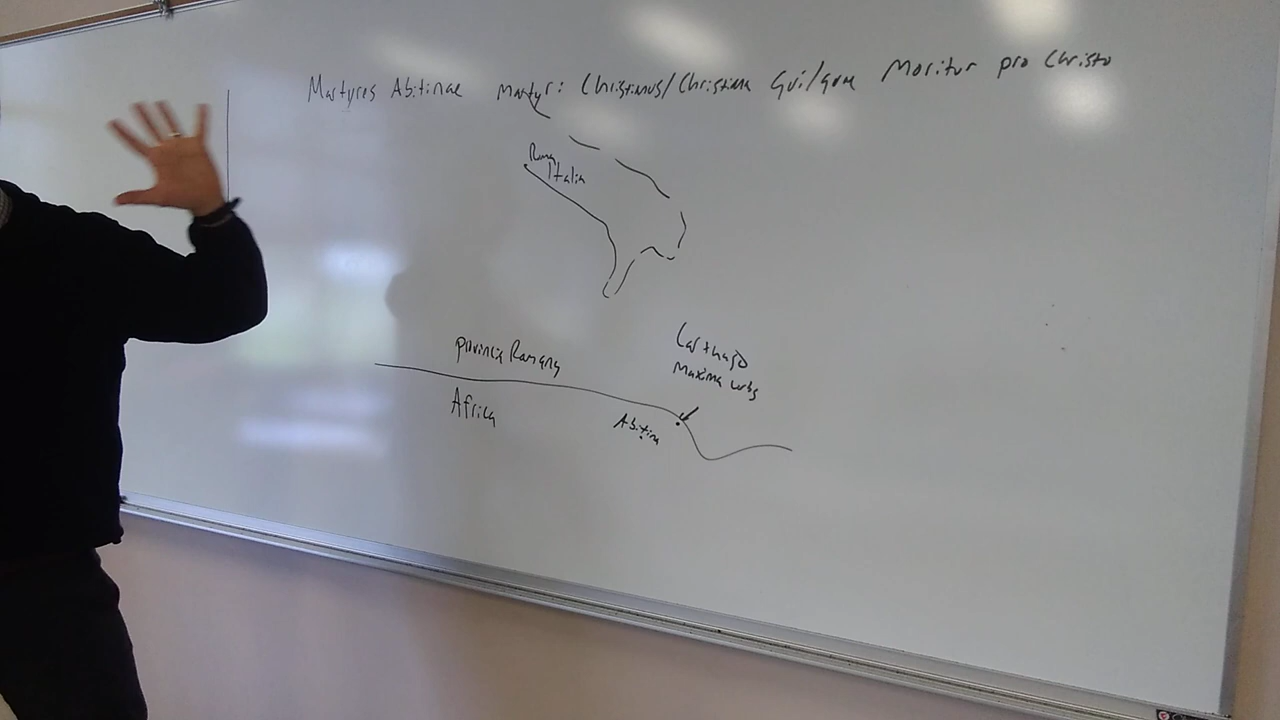 Martyres Abitinae martyr: Christianus/Christiana Qui/quae Moritur pro Christo
Roma
Italia
provincia Romana
Africa
Carthago
Maxima urbs
Abitina